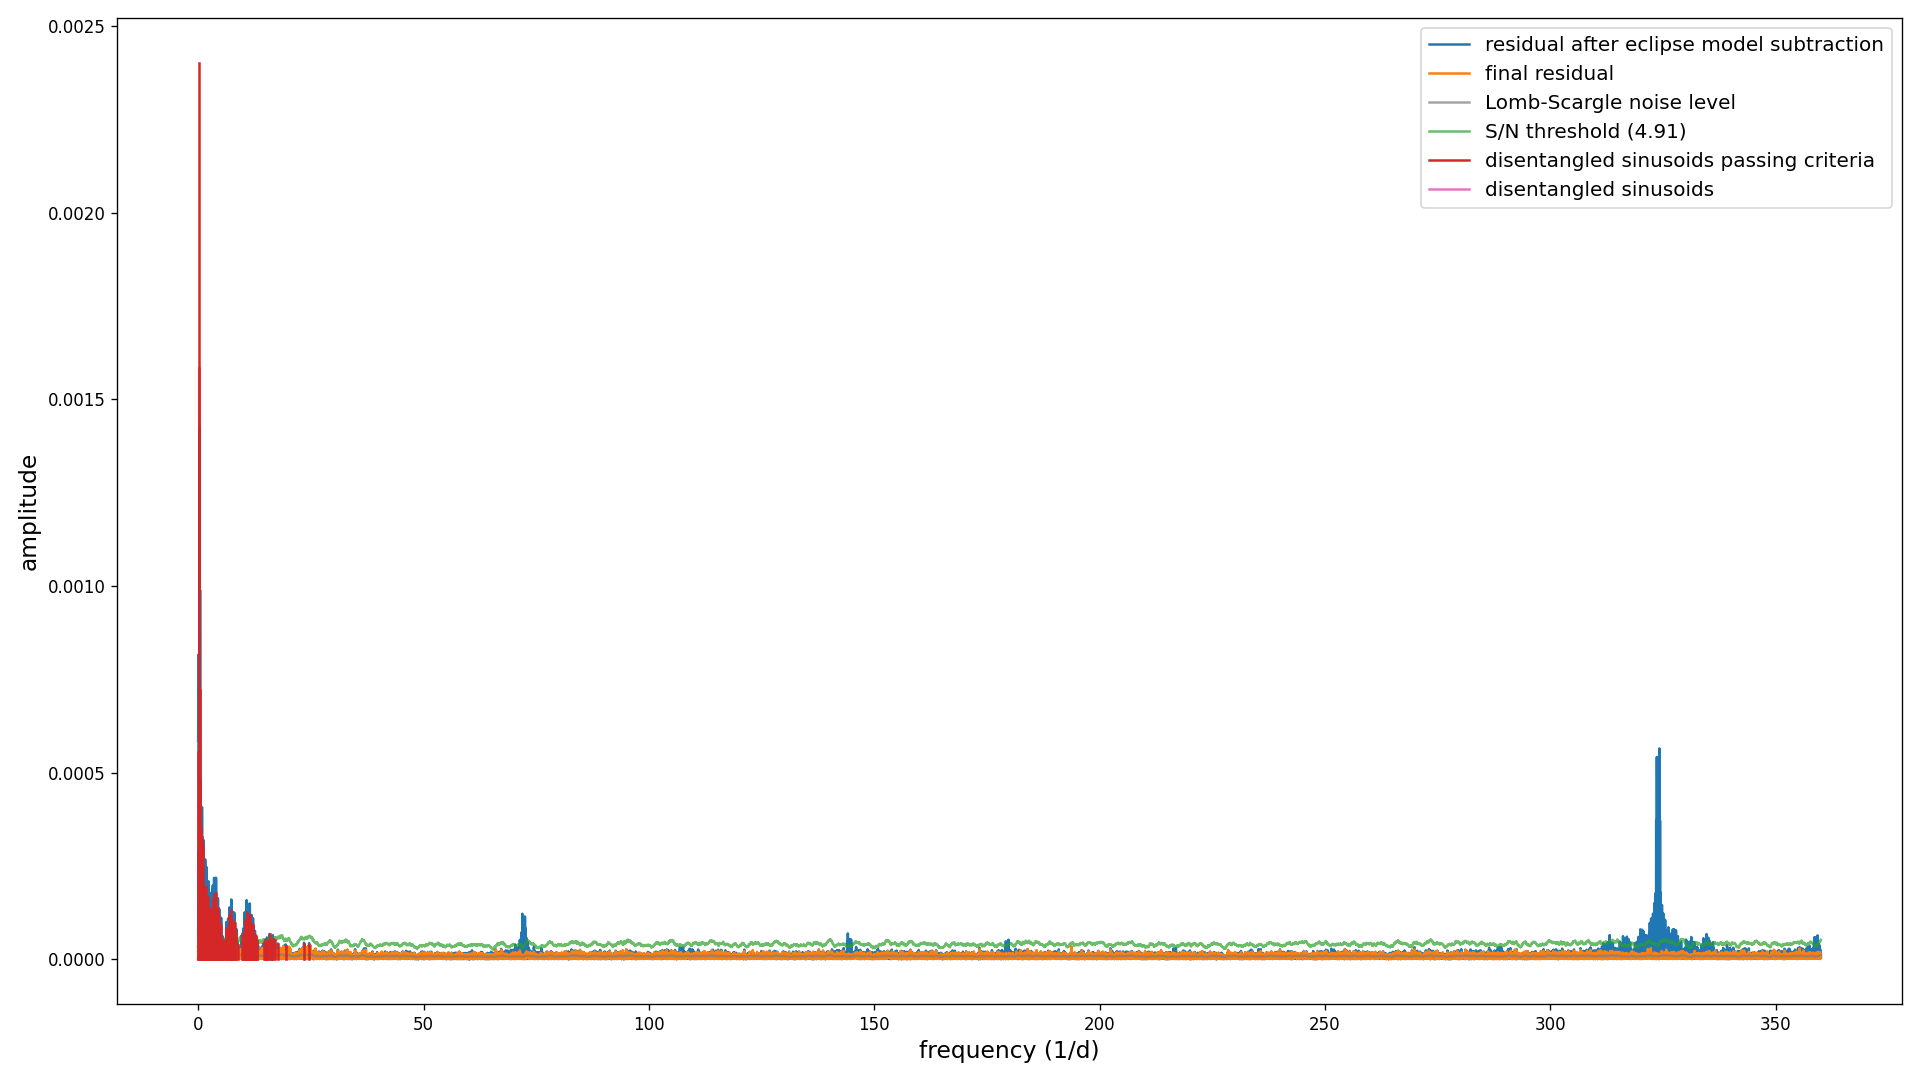 0.0025
0.0020
0.0015
0.0010
0.0005
0.0000
amplitude
0
50
100
150
200
250
300
350
frequency (1/d)
residual after eclipse model subtraction
final residual
Lomb-Scargle noise level
S/N threshold (4.91)
disentangled sinusoids passing criteria
disentangled sinusoids